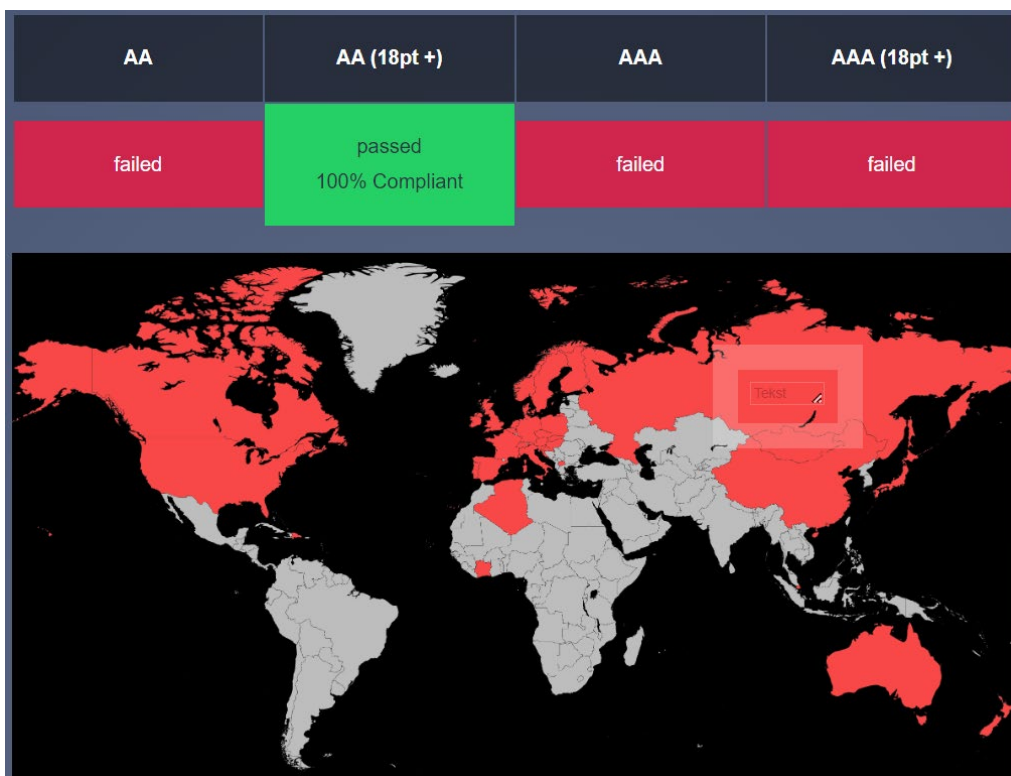 AA AA (18pt +) AAA AAA (18pt +)
failed passed failed failed
100% Compliant
Tekst